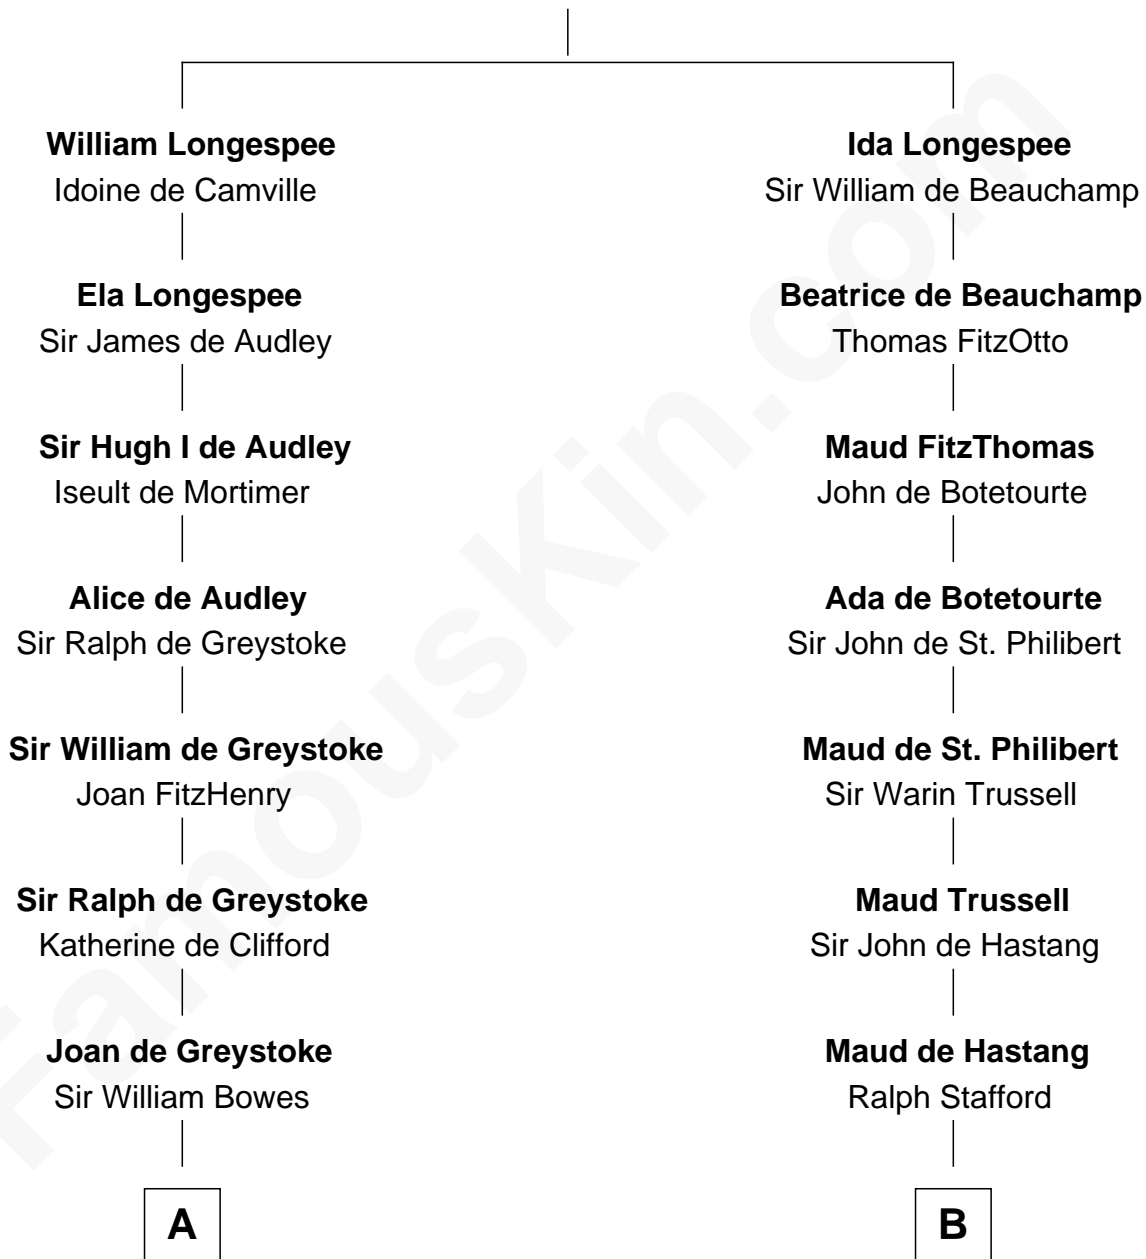 William Longespee
Idoine de Camville
Ela Longespee
Sir James de Audley
Sir Hugh I de Audley
Iseult de Mortimer
Alice de Audley
Sir Ralph de Greystoke
Sir William de Greystoke
Joan FitzHenry
Sir Ralph de Greystoke
Katherine de Clifford
Joan de Greystoke
Sir William Bowes
A
Ida Longespee
Sir William de Beauchamp
Beatrice de Beauchamp
Thomas FitzOtto
Maud FitzThomas
John de Botetourte
Ada de Botetourte
Sir John de St. Philibert
Maud de St. Philibert
Sir Warin Trussell
Maud Trussell
Sir John de Hastang
Maud de Hastang
Ralph Stafford
B
FamousKin.com